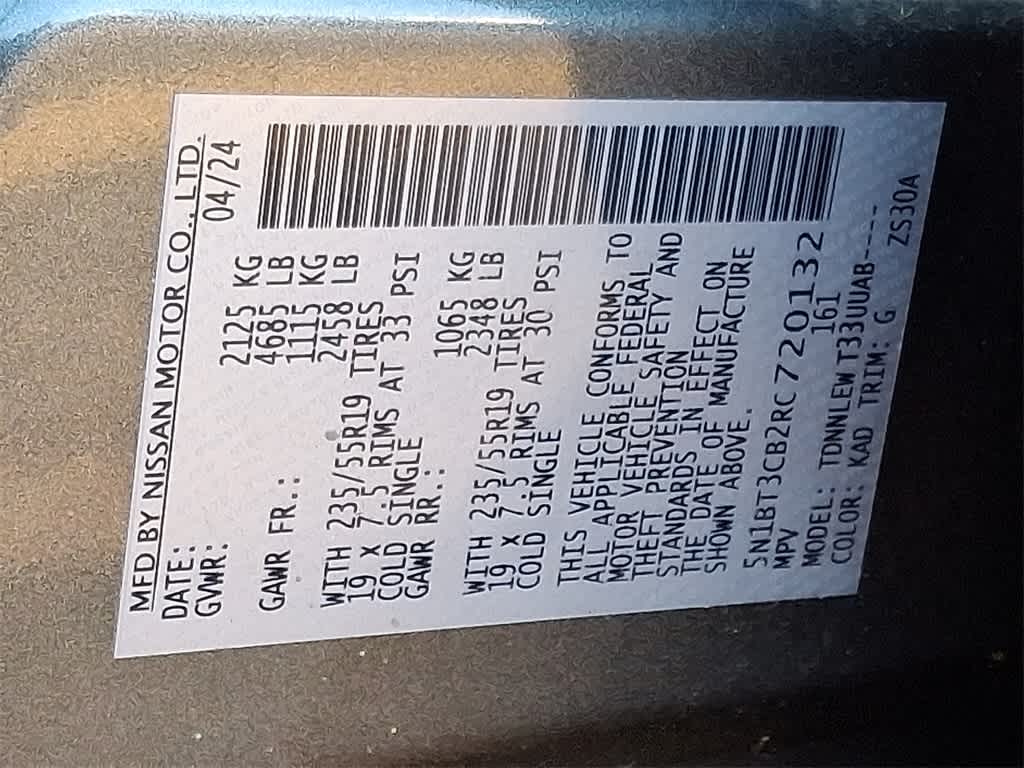 MFD BY NISSAN MOTOR CO., LTD.
DATE: 04/24
GVWR: 2125 KG
4685 LB
GAWR FR.: 1115 KG
2458 LB
WITH 235/55R19 TIRES
19 X 7.5 RIMS AT 33 PSI
COLD SINGLE
GAWR RR.: 1065 KG
2348 LB
WITH 235/55R19 TIRES
19 X 7.5 RIMS AT 30 PSI
COLD SINGLE
THIS VEHICLE CONFORMS TO
ALL APPLICABLE FEDERAL
MOTOR VEHICLE SAFETY AND
THEFT PREVENTION
STANDARDS IN EFFECT ON
THE DATE OF MANUFACTURE
SHOWN ABOVE.
5N1BT3CB2RC720132
MPV 161
MODEL: TDNNLEWT33UUAB----
COLOR: KAD TRIM: G ZS30A